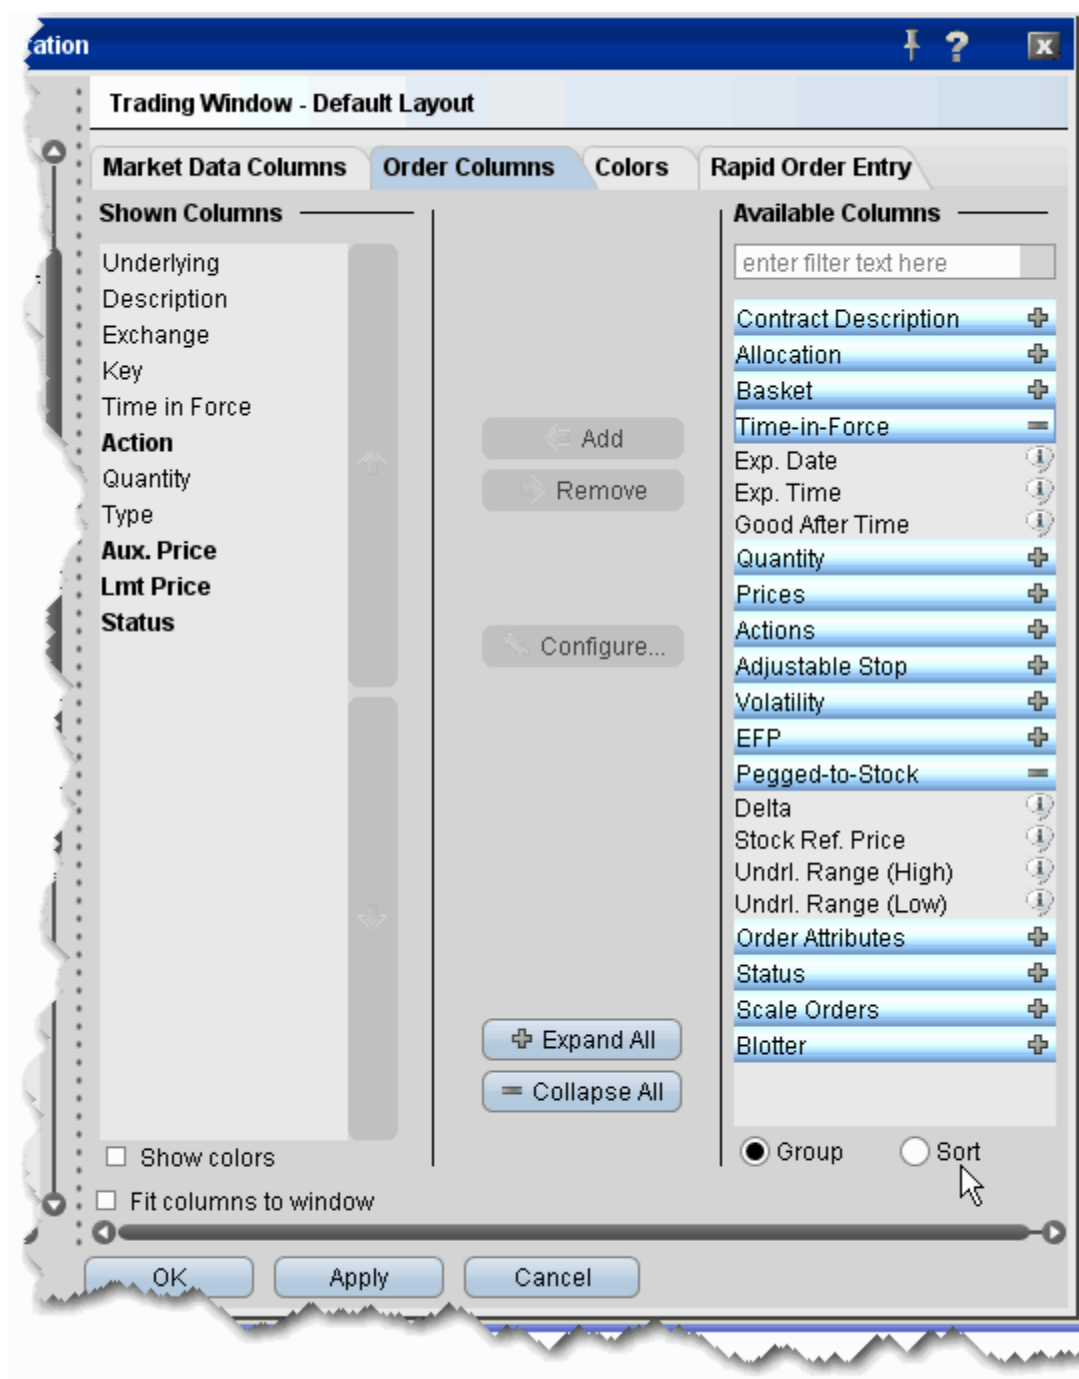 ration
Trading Window - Default Layout
Market Data Columns Order Columns Colors Rapid Order Entry
Shown Columns
Underlying
Description
Exchange
Key
Time in Force
Action
Quantity
Type
Aux. Price
Lmt Price
Status
Show colors
Fit columns to window
Add
Remove
Configure...
Expand All
Collapse All
Available Columns
enter filter text here
Contract Description
Allocation
Basket
Time-in-Force
Exp. Date
Exp. Time
Good After Time
Quantity
Prices
Actions
Adjustable Stop
Volatility
EFP
Pegged-to-Stock
Delta
Stock Ref. Price
Undrl. Range (High)
Undrl. Range (Low)
Order Attributes
Status
Scale Orders
Blotter
Group Sort
OK Apply Cancel